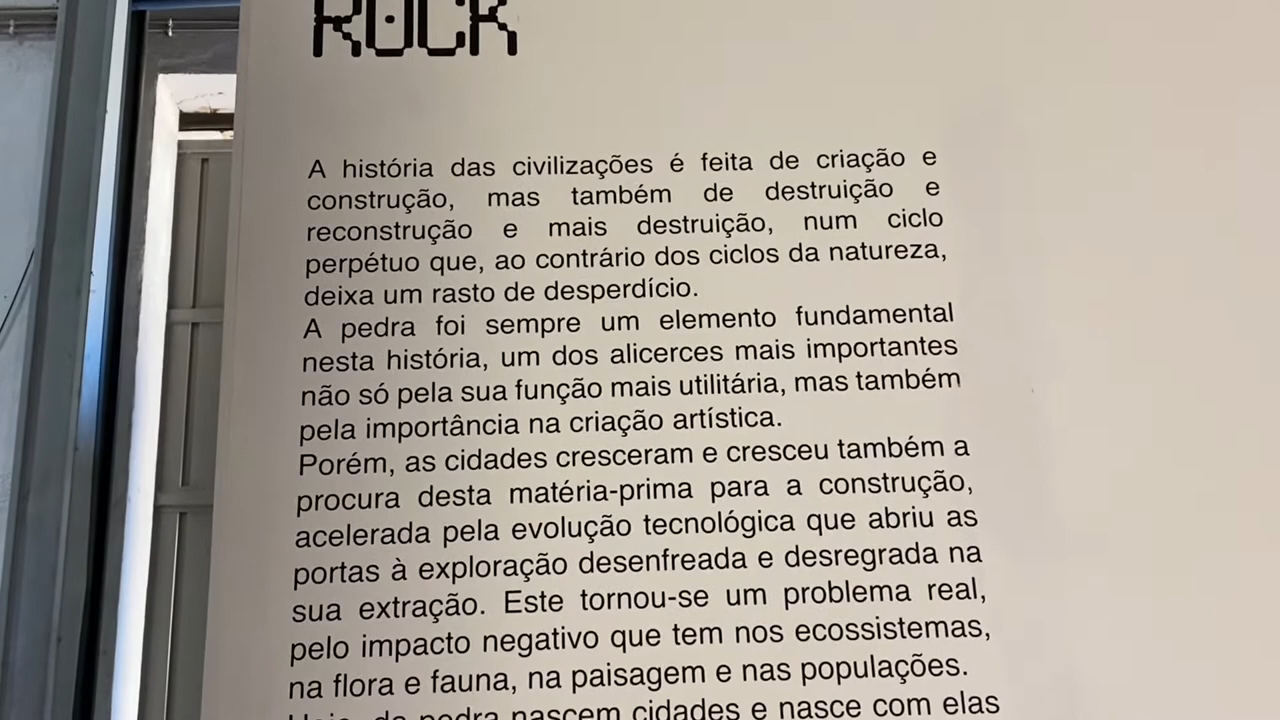 ROCK
A história das civilizações é feita de criação e
construção, mas também de destruição e
reconstrução e mais destruição, num ciclo
perpétuo que, ao contrário dos ciclos da natureza,
deixa um rasto de desperdício.
A pedra foi sempre um elemento fundamental
nesta história, um dos alicerces mais importantes
não só pela sua função mais utilitária, mas também
pela importância na criação artística.
Porém, as cidades cresceram e cresceu também a
procura desta matéria-prima para a construção,
acelerada pela evolução tecnológica que abriu as
portas à exploração desenfreada e desregrada na
sua extração. Este tornou-se um problema real,
pelo impacto negativo que tem nos ecossistemas,
na flora e fauna, na paisagem e nas populações.
da pedra nascem cidades e nasce com elas